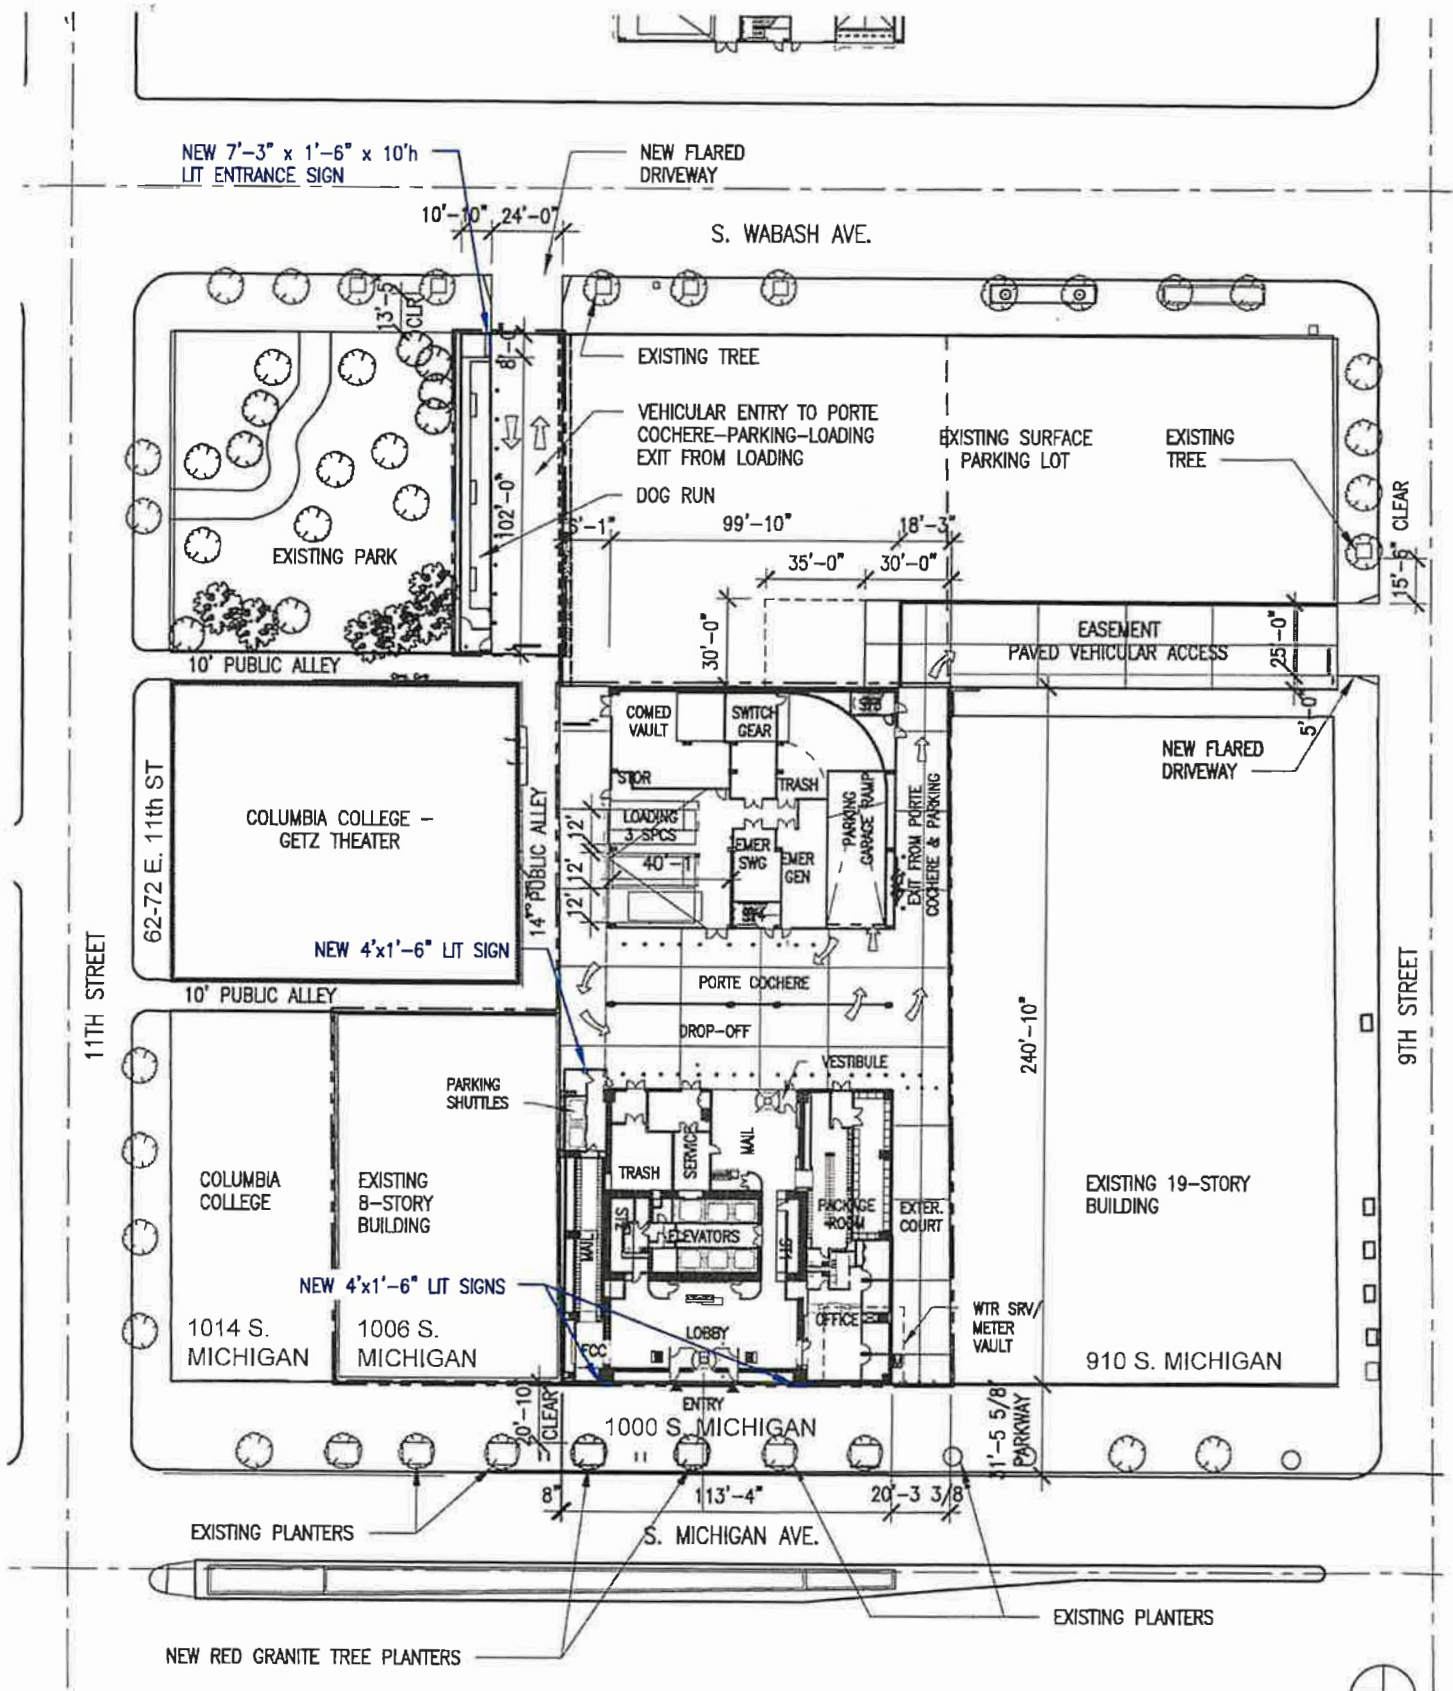 NEW 7'-3" x 1'-6" x 10'h
LIT ENTRANCE SIGN
NEW FLARED
DRIVEWAY
10'-10"
24'-0"
S. WABASH AVE.
13'-5
CLR
8'-0"
EXISTING TREE
VEHICULAR ENTRY TO PORTE
COCHERE-PARKING-LOADING
EXIT FROM LOADING
EXISTING SURFACE
PARKING LOT
EXISTING
TREE
DOG RUN
102'-0"
99'-10"
18'-3"
15'-6" CLEAR
35'-0"
30'-0"
EXISTING PARK
30'-0"
EASEMENT
PAVED VEHICULAR ACCESS
25'-0"
10' PUBLIC ALLEY
5'-0"
COMED
VAULT
SWITCH
GEAR
NEW FLARED
DRIVEWAY
STOR
TRASH
62-72 E. 11th ST
COLUMBIA COLLEGE -
GETZ THEATER
14' PUBLIC ALLEY
12'
12'
12'
LOADING
3 SPCS
40'-1
EMER
SWG
EMER
GEN
PARKING
GARAGE RAMP
EXIT FROM PORTE
COCHERE & PARKING
NEW 4'x1'-6" LIT SIGN
11TH STREET
9TH STREET
10' PUBLIC ALLEY
PORTE COCHERE
DROP-OFF
240'-10"
VESTIBULE
PARKING
SHUTTLES
MAIL
SERVICE
TRASH
COLUMBIA
COLLEGE
EXISTING
8-STORY
BUILDING
PACKAGE
ROOM
EXTER.
COURT
EXISTING 19-STORY
BUILDING
ST2
ELEVATORS
ST1
MAIL
NEW 4'x1'-6" LIT SIGNS
OFFICE
WTR SRV/
METER
VAULT
LOBBY
FCC
1014 S.
MICHIGAN
1006 S.
MICHIGAN
910 S. MICHIGAN
ENTRY
1000 S. MICHIGAN
20'-10
CLEAR
31'-5 5/8"
PARKWAY
8"
113'-4"
20'-3 3/8"
EXISTING PLANTERS
S. MICHIGAN AVE.
EXISTING PLANTERS
NEW RED GRANITE TREE PLANTERS